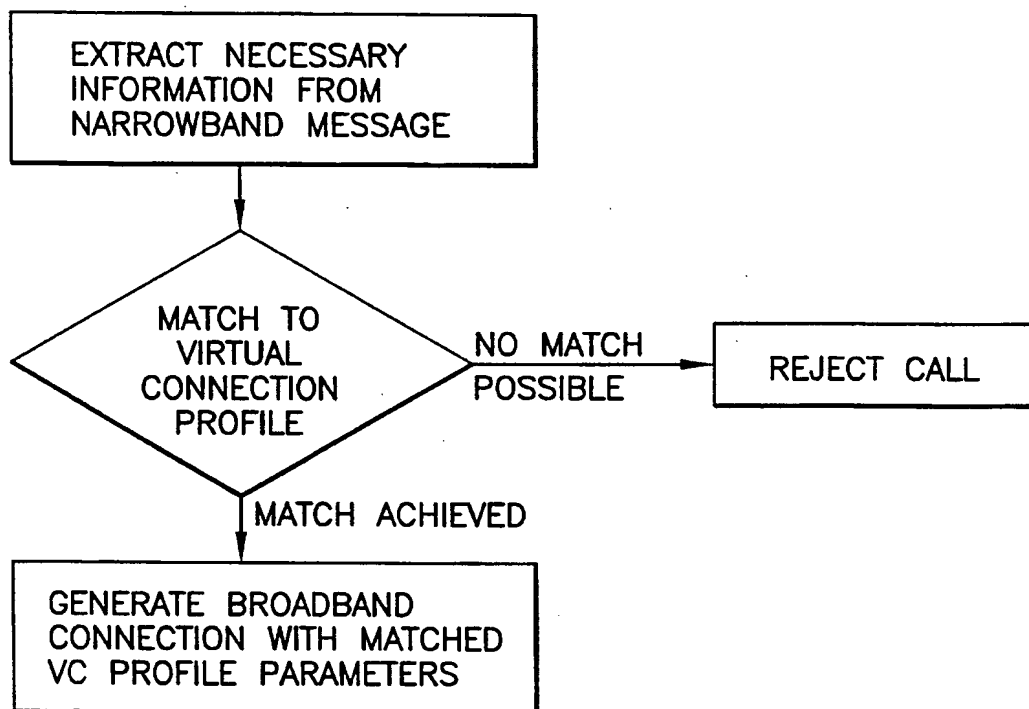 EXTRACT NECESSARY
INFORMATION FROM
NARROWBAND MESSAGE
MATCH TO
VIRTUAL
CONNECTION
PROFILE
NO MATCH
POSSIBLE
REJECT CALL
MATCH ACHIEVED
GENERATE BROADBAND
CONNECTION WITH MATCHED
VC PROFILE PARAMETERS